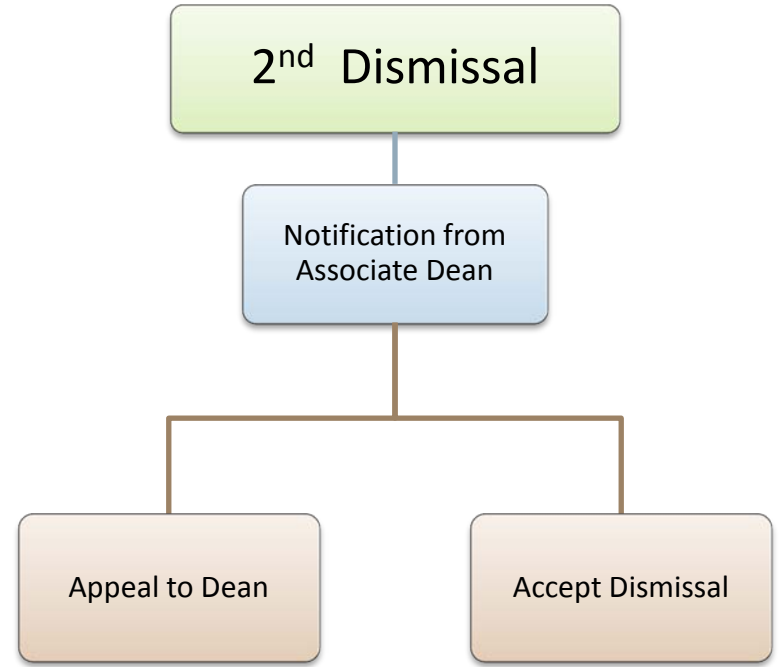 2nd Dismissal
Notification from
Associate Dean
Appeal to Dean
Accept Dismissal